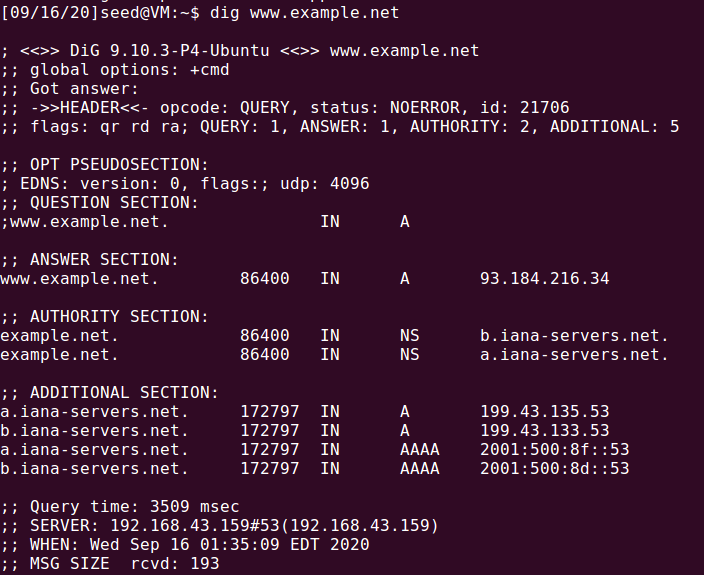 [09/16/20]seed@VM:~$ dig www.example.net
; <<>> DiG 9.10.3-P4-Ubuntu <<>> www.example.net
;; global options: +cmd
;; Got answer:
;; ->>HEADER<<- opcode: QUERY, status: NOERROR, id: 21706
;; flags: qr rd ra; QUERY: 1, ANSWER: 1, AUTHORITY: 2, ADDITIONAL: 5
;; OPT PSEUDOSECTION:
; EDNS: version: 0, flags:; udp: 4096
;; QUESTION SECTION:
;www.example.net. IN A
;; ANSWER SECTION:
www.example.net. 86400 IN A 93.184.216.34
;; AUTHORITY SECTION:
example.net. 86400 IN NS b.iana-servers.net.
example.net. 86400 IN NS a.iana-servers.net.
;; ADDITIONAL SECTION:
a.iana-servers.net. 172797 IN A 199.43.135.53
b.iana-servers.net. 172797 IN A 199.43.133.53
a.iana-servers.net. 172797 IN AAAA 2001:500:8f::53
b.iana-servers.net. 172797 IN AAAA 2001:500:8d::53
;; Query time: 3509 msec
;; SERVER: 192.168.43.159#53(192.168.43.159)
;; WHEN: Wed Sep 16 01:35:09 EDT 2020
;; MSG SIZE rcvd: 193